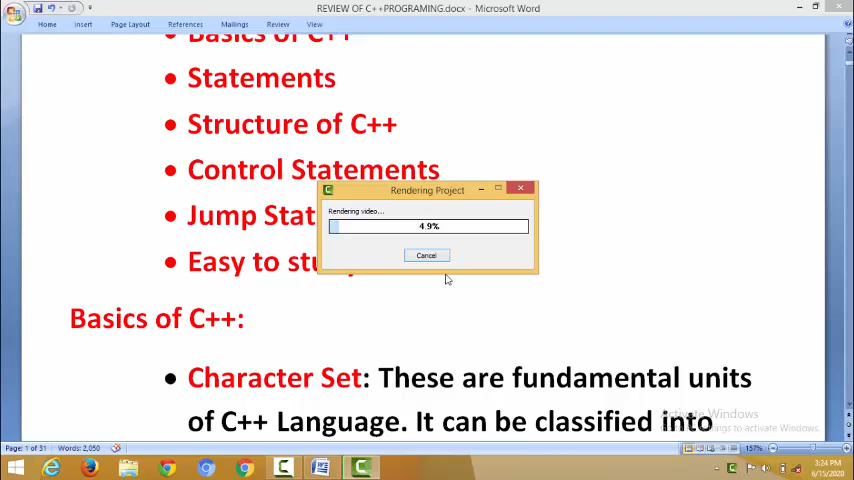 REVIEW OF C++PROGRAMING.docx - Microsoft Word
Home Insert Page Layout References Mailings Review View
• Basics of C++
• Statements
• Structure of C++
• Control Statements
Rendering Project
Rendering video...
4.9%
Cancel
• Jump Stat
• Easy to study
Basics of C++:
• Character Set: These are fundamental units
of C++ Language. It can be classified into
Activate Windows
Go to Settings to activate Windows.
Page: 1 of 31 Words: 2,050 157%
3:24 PM
6/15/2020